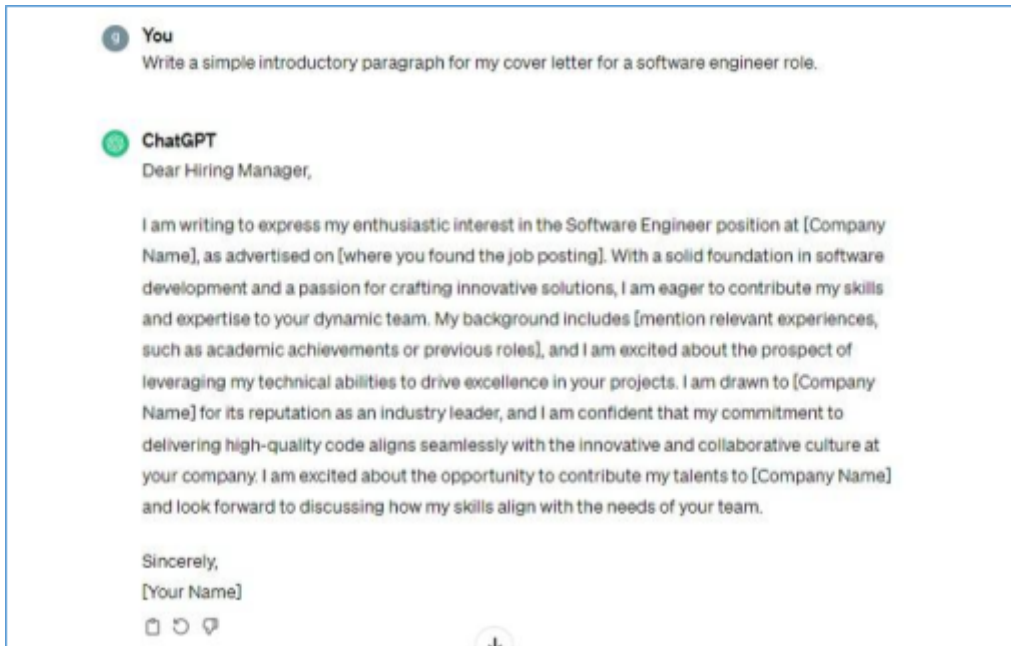 g
You
Write a simple introductory paragraph for my cover letter for a software engineer role.
ChatGPT
Dear Hiring Manager,
I am writing to express my enthusiastic interest in the Software Engineer position at [Company
Name], as advertised on [where you found the job posting]. With a solid foundation in software
development and a passion for crafting innovative solutions, I am eager to contribute my skills
and expertise to your dynamic team. My background includes [mention relevant experiences,
such as academic achievements or previous roles], and I am excited about the prospect of
leveraging my technical abilities to drive excellence in your projects. I am drawn to [Company
Name] for its reputation as an industry leader, and I am confident that my commitment to
delivering high-quality code aligns seamlessly with the innovative and collaborative culture at
your company. I am excited about the opportunity to contribute my talents to [Company Name]
and look forward to discussing how my skills align with the needs of your team.
Sincerely,
[Your Name]